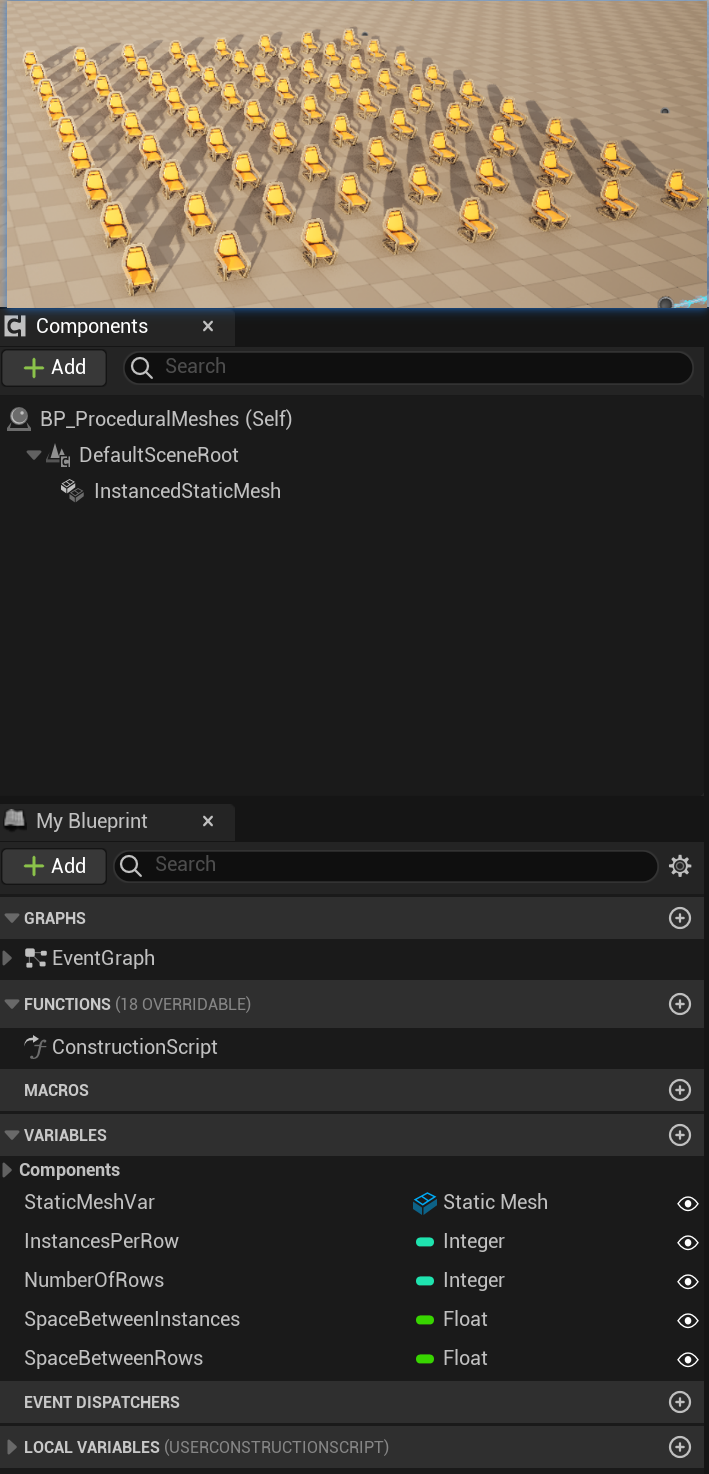 Components
Add
Search
BP_ProceduralMeshes (Self)
DefaultSceneRoot
InstancedStaticMesh
My Blueprint
Add
Search
GRAPHS
EventGraph
FUNCTIONS (18 OVERRIDABLE)
ConstructionScript
MACROS
VARIABLES
Components
StaticMeshVar Static Mesh
InstancesPerRow Integer
NumberOfRows Integer
SpaceBetweenInstances Float
SpaceBetweenRows Float
EVENT DISPATCHERS
LOCAL VARIABLES (USERCONSTRUCTIONSCRIPT)